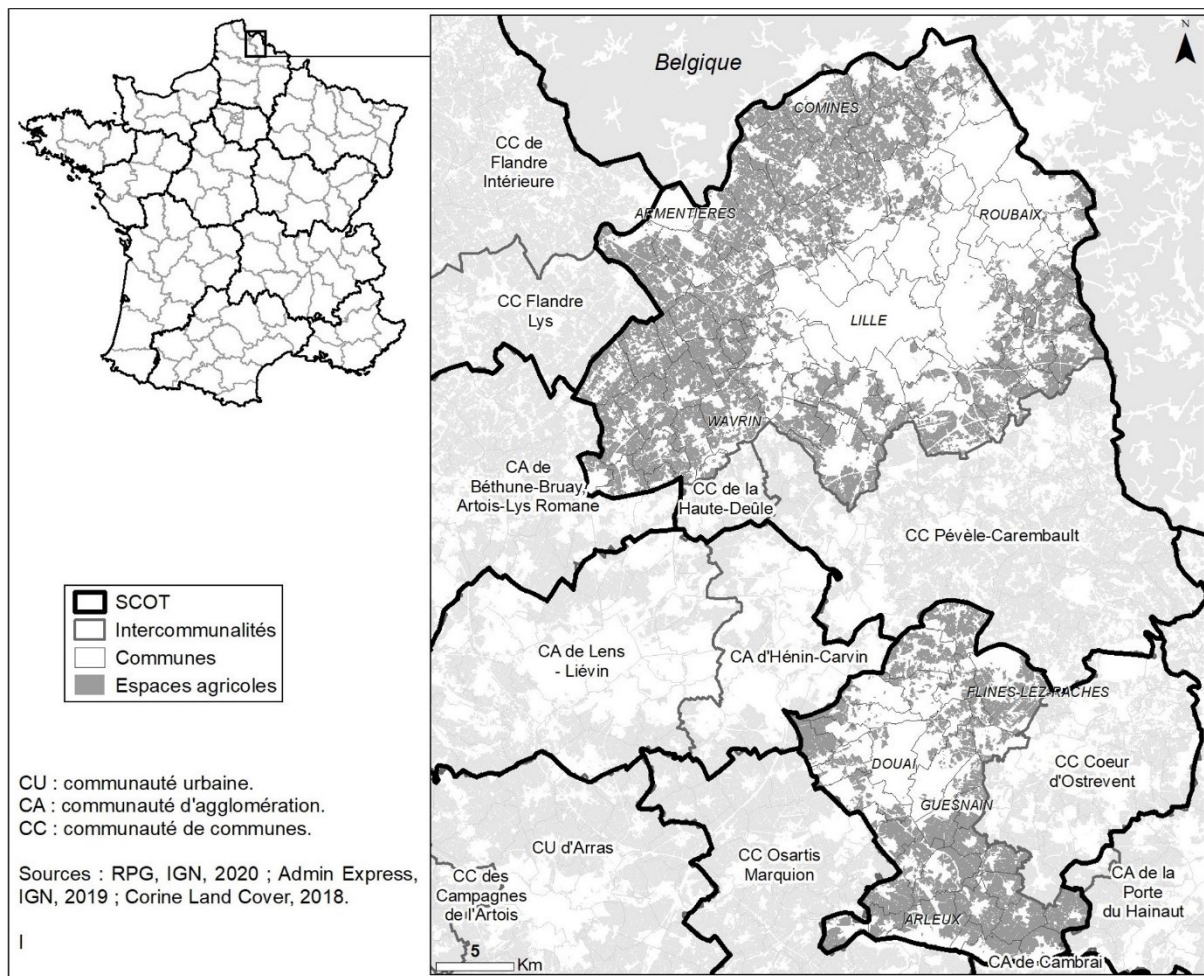 N
Belgique
COMINES
CC de
Flandre
Intérieure
ARMENTIERES
ROUBAIX
CC Flandre
Lys
LILLE
WAVRIN
CA de
Béthune-Bruay,
Artois-Lys Romane
CC de la
Haute-Deûle
CC Pévèle-Carembault
SCOT
Intercommunalités
Communes
Espaces agricoles
CA de Lens
- Liévin
CA d'Hénin-Carvin
FLINES-LEZ-RACHES
DOUAI
CC Coeur
d'Ostrevent
GUESNAIN
CU : communauté urbaine.
CA : communauté d'agglomération.
CC : communauté de communes.
Sources : RPG, IGN, 2020 ; Admin Express,
IGN, 2019 ; Corine Land Cover, 2018.
I
CU d'Arras
CC Osartis
Marquion
CC des
Campagnes
de l'Artois
CA de la
Porte
du Hainaut
ARLEUX
5
Km
CA de Cambrai